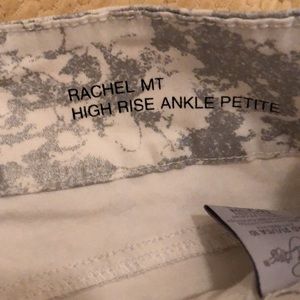 RACHEL MT
HIGH RISE ANKLE PETITE